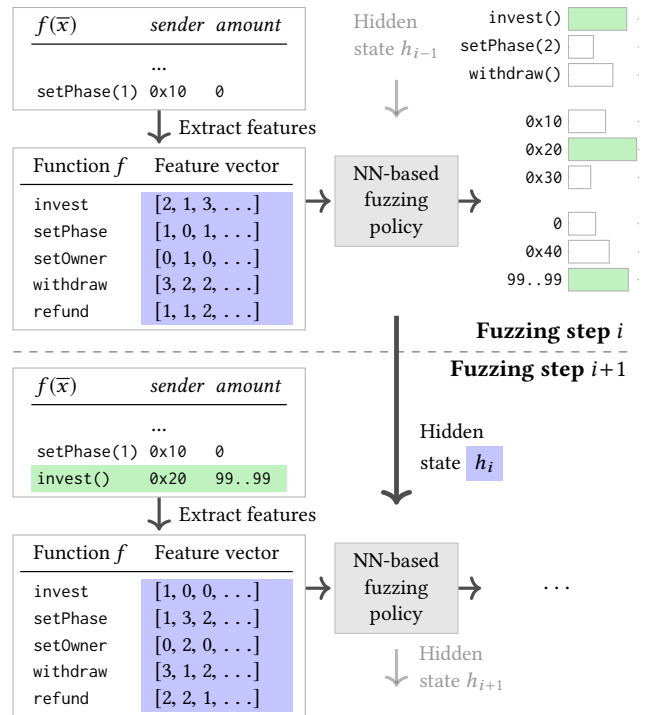 f(x̅) sender amount
...
setPhase(1) 0x10 0
Extract features
Function f Feature vector
invest [2, 1, 3, . . .]
setPhase [1, 0, 1, . . .]
setOwner [0, 1, 0, . . .]
withdraw [3, 2, 2, . . .]
refund [1, 1, 2, . . .]
Hidden
state hᵢ₋₁
NN-based
fuzzing
policy
invest()
setPhase(2)
withdraw()
0x10
0x20
0x30
0
0x40
99..99
Fuzzing step i
Fuzzing step i+1
f(x̅) sender amount
...
setPhase(1) 0x10 0
invest() 0x20 99..99
Extract features
Hidden
state hᵢ
Function f Feature vector
invest [1, 0, 0, . . .]
setPhase [1, 3, 2, . . .]
setOwner [0, 2, 0, . . .]
withdraw [3, 1, 2, . . .]
refund [2, 2, 1, . . .]
NN-based
fuzzing
policy
. . .
Hidden
state hᵢ₊₁